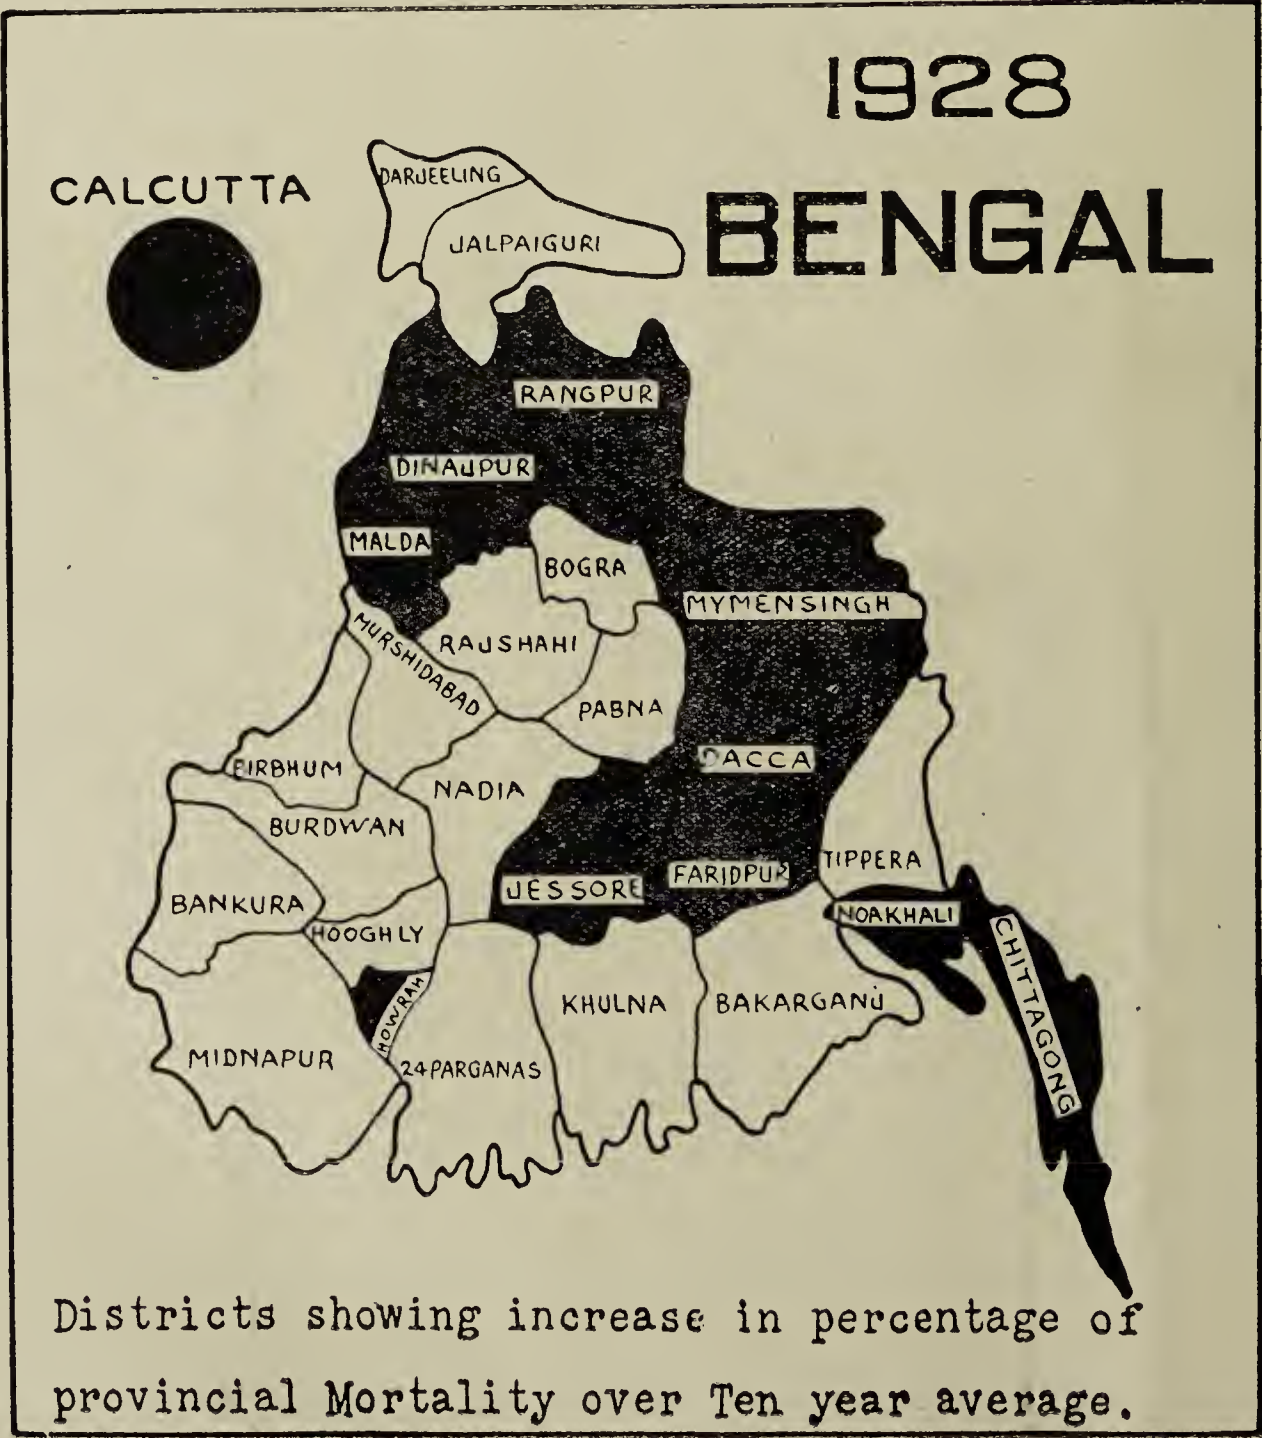 1928
BENGAL
CALCUTTA
DARJEELING
JALPAIGURI
RANGPUR
DINAJPUR
MALDA
BOGRA
MYMENSINGH
MURSHIDABAD
RAJSHAHI
PABNA
DACCA
BIRBHUM
NADIA
BURDWAN
TIPPERA
FARIDPUR
JESSORE
BANKURA
NOAKHALI
HOOGHLY
CHITTAGONG
HOWRAH
KHULNA
BAKARGANJ
MIDNAPUR
24 PARGANAS
Districts showing increase in percentage of
provincial Mortality over Ten year average.